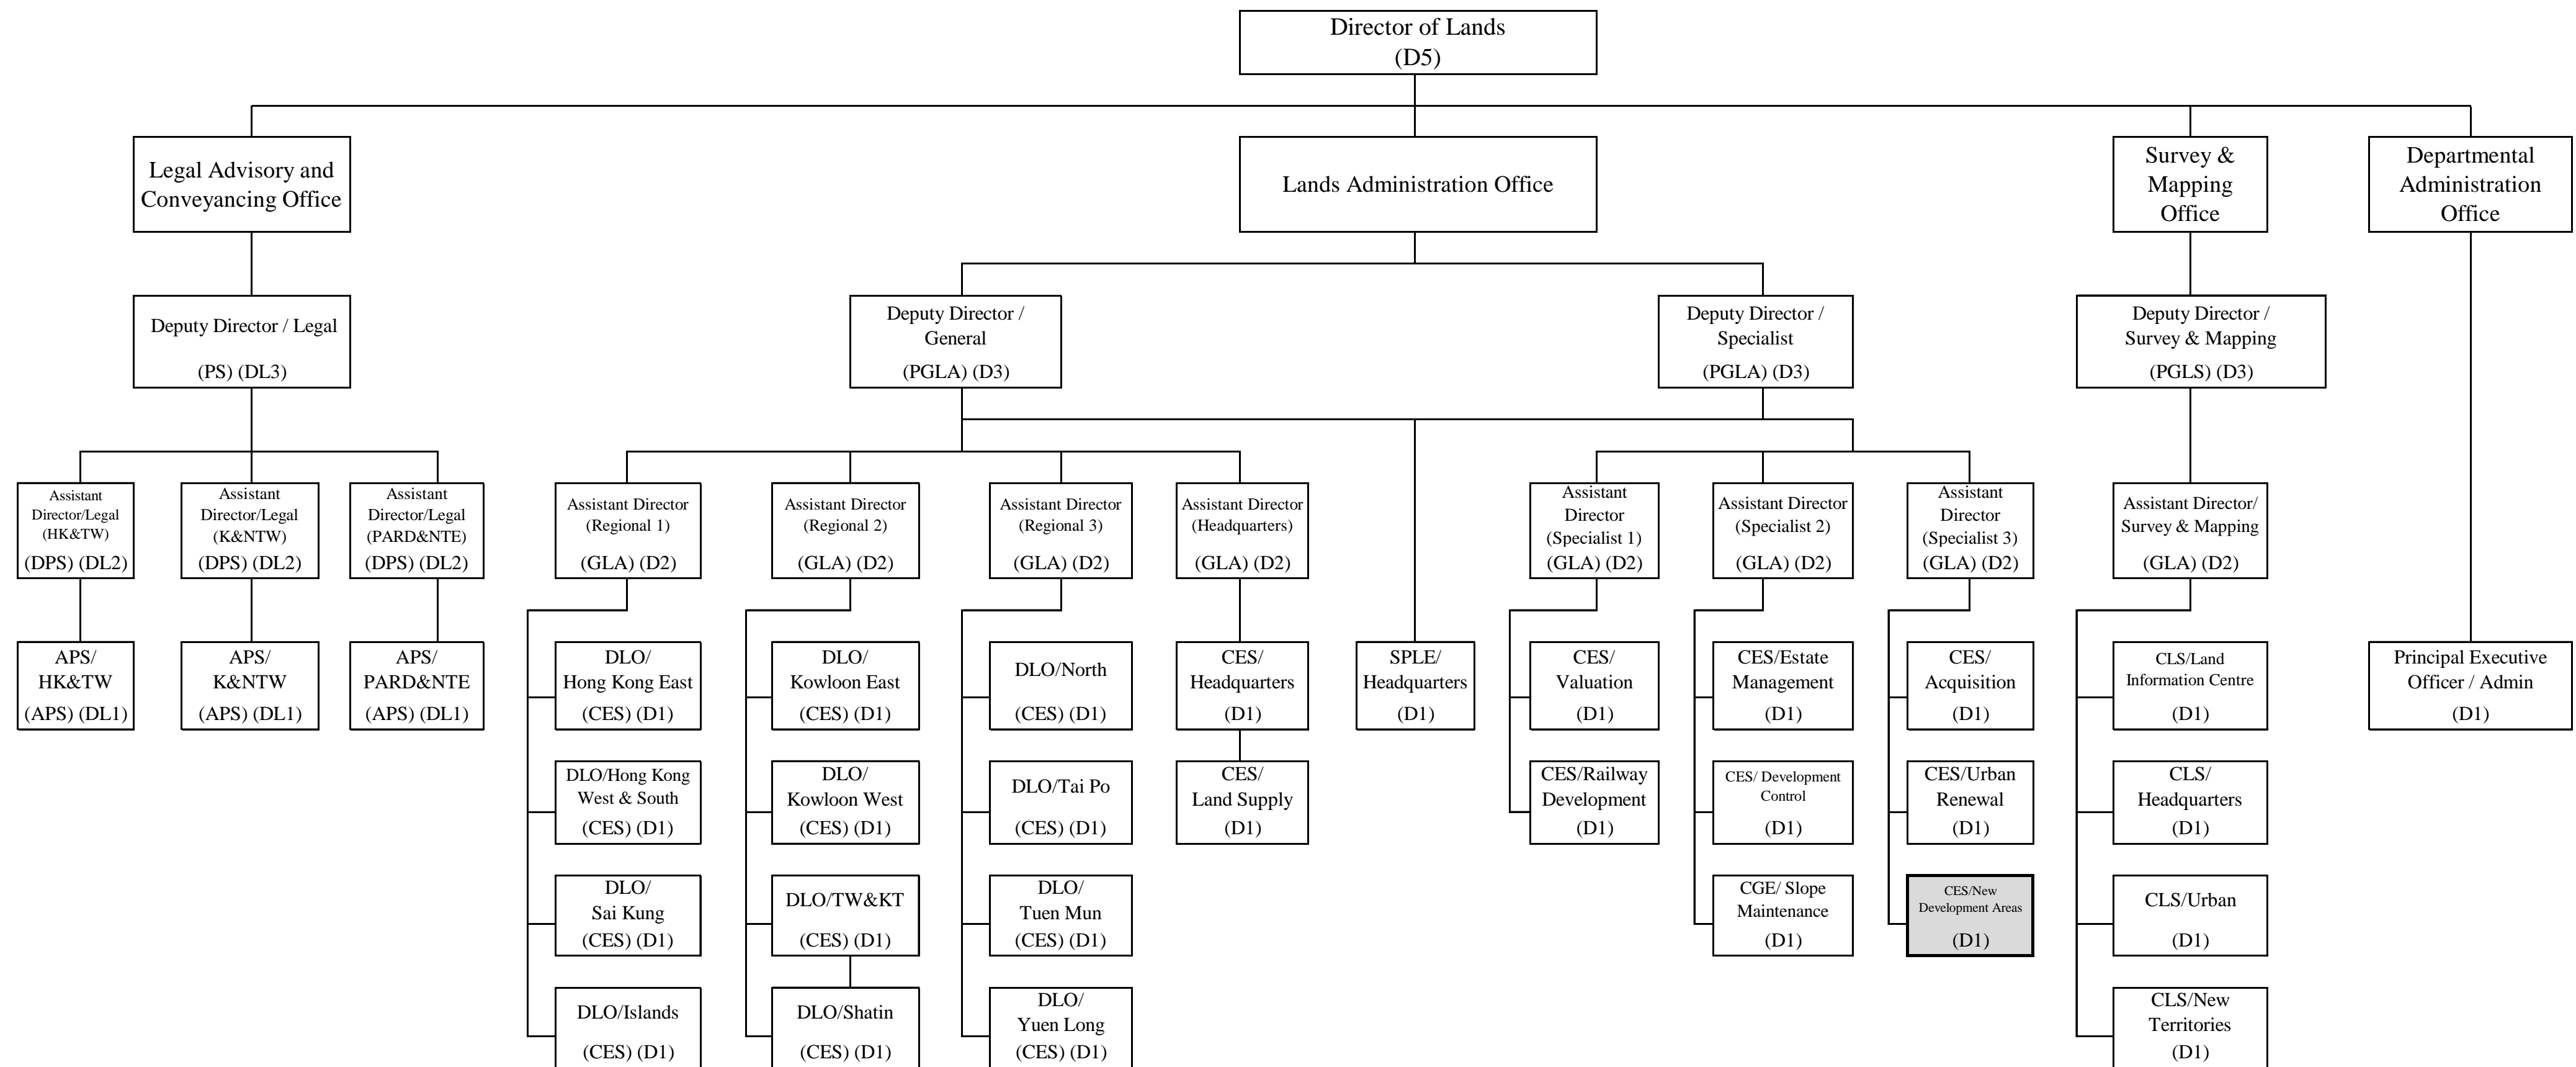 Director of Lands
(D5)
Legal Advisory and
Conveyancing Office
Lands Administration Office
Survey &
Mapping
Office
Departmental
Administration
Office
Deputy Director / Legal
(PS) (DL3)
Deputy Director /
General
(PGLA) (D3)
Deputy Director /
Specialist
(PGLA) (D3)
Deputy Director /
Survey & Mapping
(PGLS) (D3)
Assistant
Director/Legal
(HK&TW)
(DPS) (DL2)
Assistant
Director/Legal
(K&NTW)
(DPS) (DL2)
Assistant
Director/Legal
(PARD&NTE)
(DPS) (DL2)
Assistant Director
(Regional 1)
(GLA) (D2)
Assistant Director
(Regional 2)
(GLA) (D2)
Assistant Director
(Regional 3)
(GLA) (D2)
Assistant Director
(Headquarters)
(GLA) (D2)
Assistant
Director
(Specialist 1)
(GLA) (D2)
Assistant Director
(Specialist 2)
(GLA) (D2)
Assistant
Director
(Specialist 3)
(GLA) (D2)
Assistant Director/
Survey & Mapping
(GLA) (D2)
APS/
HK&TW
(APS) (DL1)
APS/
K&NTW
(APS) (DL1)
APS/
PARD&NTE
(APS) (DL1)
DLO/
Hong Kong East
(CES) (D1)
DLO/
Kowloon East
(CES) (D1)
DLO/North
(CES) (D1)
CES/
Headquarters
(D1)
SPLE/
Headquarters
(D1)
CES/
Valuation
(D1)
CES/Estate
Management
(D1)
CES/
Acquisition
(D1)
CLS/Land
Information Centre
(D1)
Principal Executive
Officer / Admin
(D1)
DLO/Hong Kong
West & South
(CES) (D1)
DLO/
Kowloon West
(CES) (D1)
DLO/Tai Po
(CES) (D1)
CES/
Land Supply
(D1)
CES/Railway
Development
(D1)
CES/ Development
Control
(D1)
CES/Urban
Renewal
(D1)
CLS/
Headquarters
(D1)
DLO/
Sai Kung
(CES) (D1)
DLO/TW&KT
(CES) (D1)
DLO/
Tuen Mun
(CES) (D1)
CGE/ Slope
Maintenance
(D1)
CES/New
Development Areas
(D1)
CLS/Urban
(D1)
DLO/Islands
(CES) (D1)
DLO/Shatin
(CES) (D1)
DLO/
Yuen Long
(CES) (D1)
CLS/New
Territories
(D1)